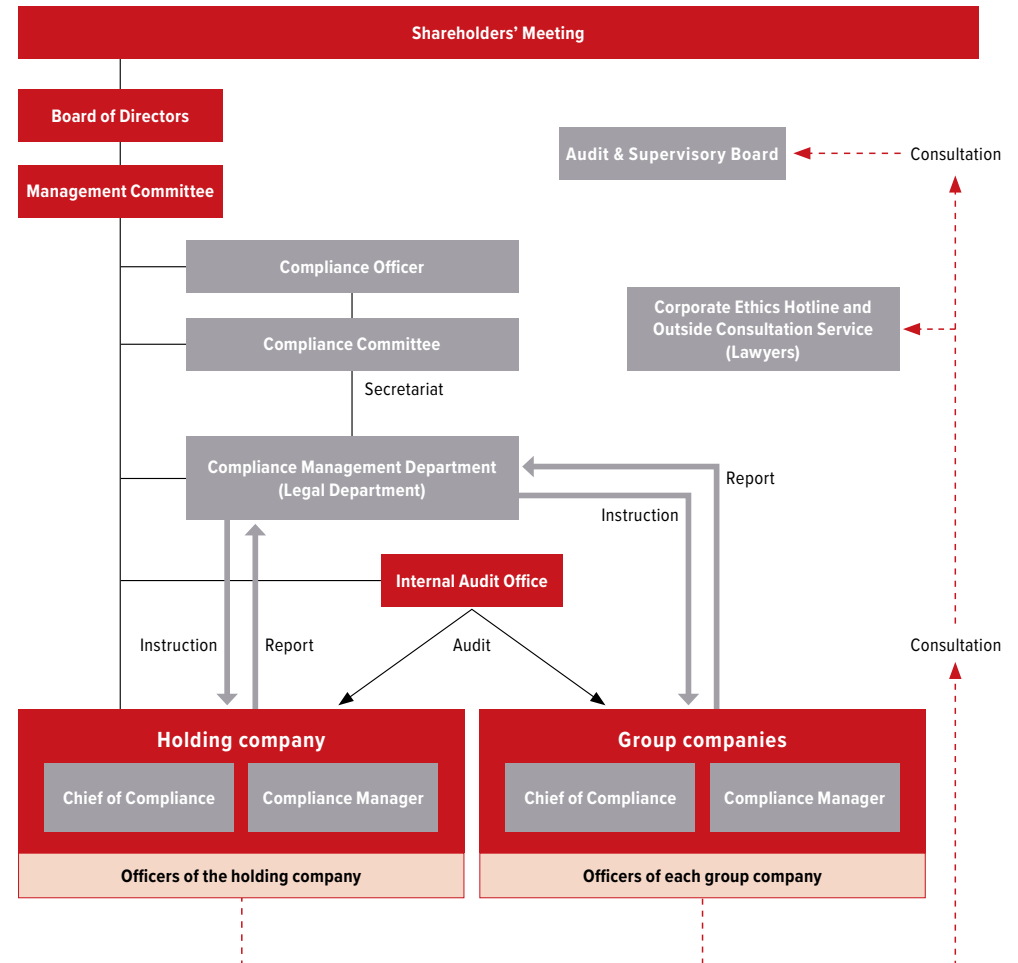 Shareholders’ Meeting
Board of Directors
Audit & Supervisory Board
Consultation
Management Committee
Compliance Officer
Corporate Ethics Hotline and
Outside Consultation Service
(Lawyers)
Compliance Committee
Secretariat
Compliance Management Department
(Legal Department)
Report
Instruction
Internal Audit Office
Instruction
Report
Audit
Consultation
Holding company
Chief of Compliance
Compliance Manager
Officers of the holding company
Group companies
Chief of Compliance
Compliance Manager
Officers of each group company